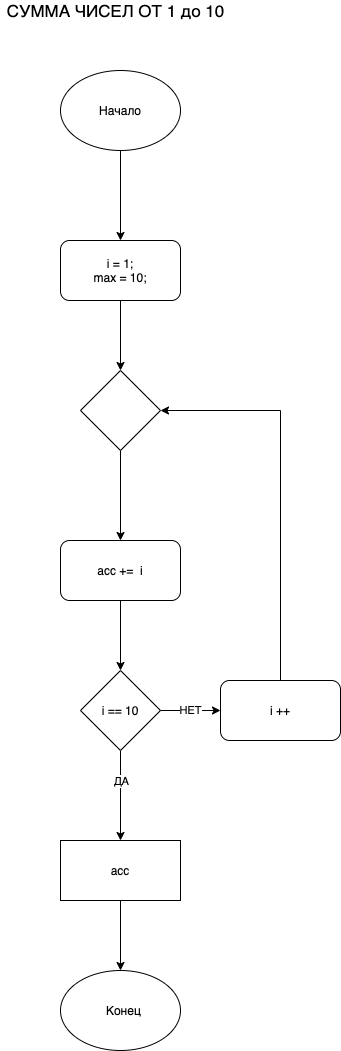 СУММА ЧИСЕЛ ОТ 1 до 10
Начало
i = 1;
max = 10;
acc += i
i == 10
НЕТ
i ++
ДА
acc
Конец